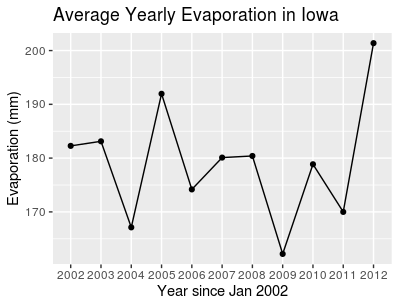 Average Yearly Evaporation in Iowa
Evaporation (mm)
200
190
180
170
2002 2003 2004 2005 2006 2007 2008 2009 2010 2011 2012
Year since Jan 2002